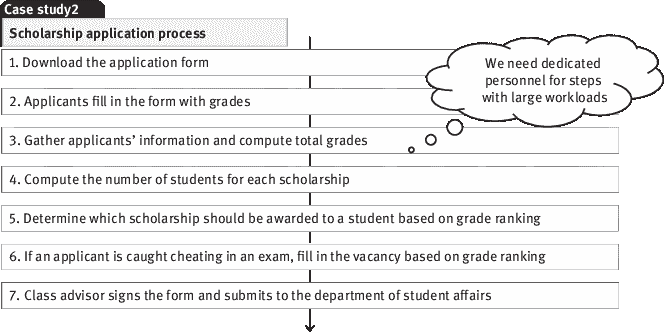 Case study2
Scholarship application process
1. Download the application form
We need dedicated
personnel for steps
with large workloads
2. Applicants fill in the form with grades
3. Gather applicants’ information and compute total grades
4. Compute the number of students for each scholarship
5. Determine which scholarship should be awarded to a student based on grade ranking
6. If an applicant is caught cheating in an exam, fill in the vacancy based on grade ranking
7. Class advisor signs the form and submits to the department of student affairs